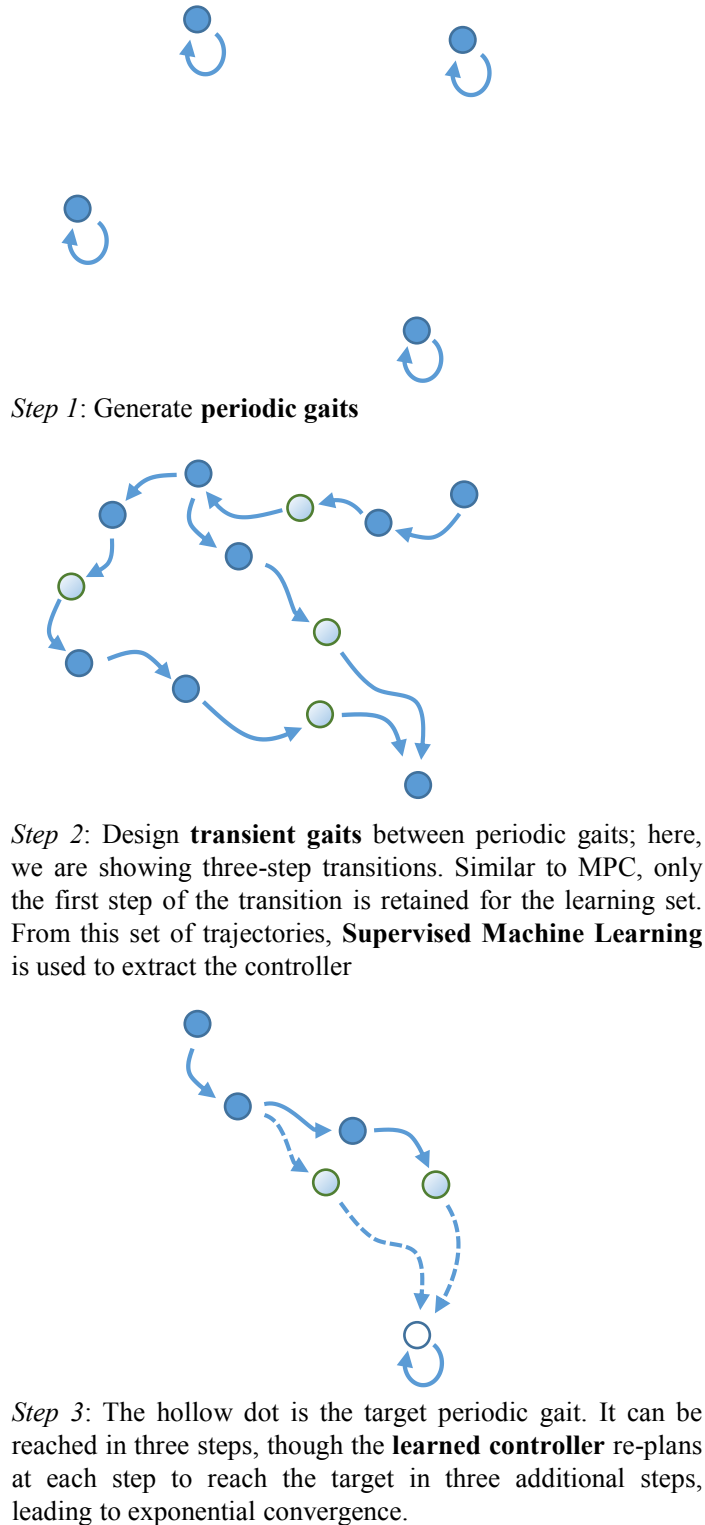 Step 1: Generate periodic gaits
Step 2: Design transient gaits between periodic gaits; here,
we are showing three-step transitions. Similar to MPC, only
the first step of the transition is retained for the learning set.
From this set of trajectories, Supervised Machine Learning
is used to extract the controller
Step 3: The hollow dot is the target periodic gait. It can be
reached in three steps, though the learned controller re-plans
at each step to reach the target in three additional steps,
leading to exponential convergence.